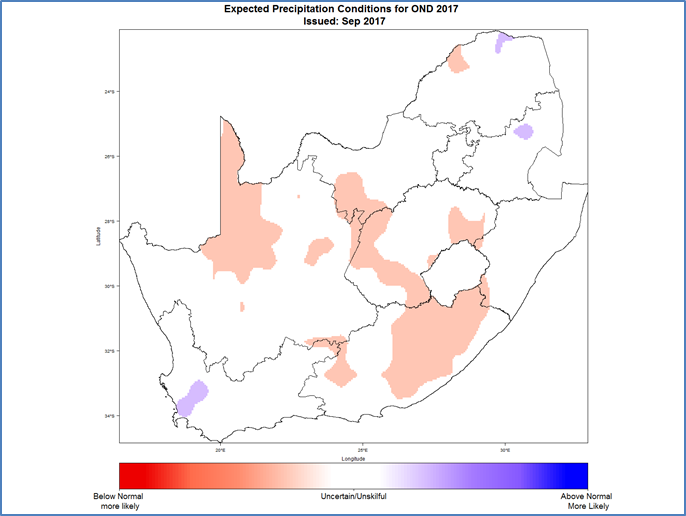 Expected Precipitation Conditions for OND 2017
Issued: Sep 2017
24°S
26°S
28°S
30°S
32°S
34°S
Latitude
20°E
25°E
30°E
Longitude
Below Normal
more likely
Uncertain/Unskilful
Above Normal
More Likely